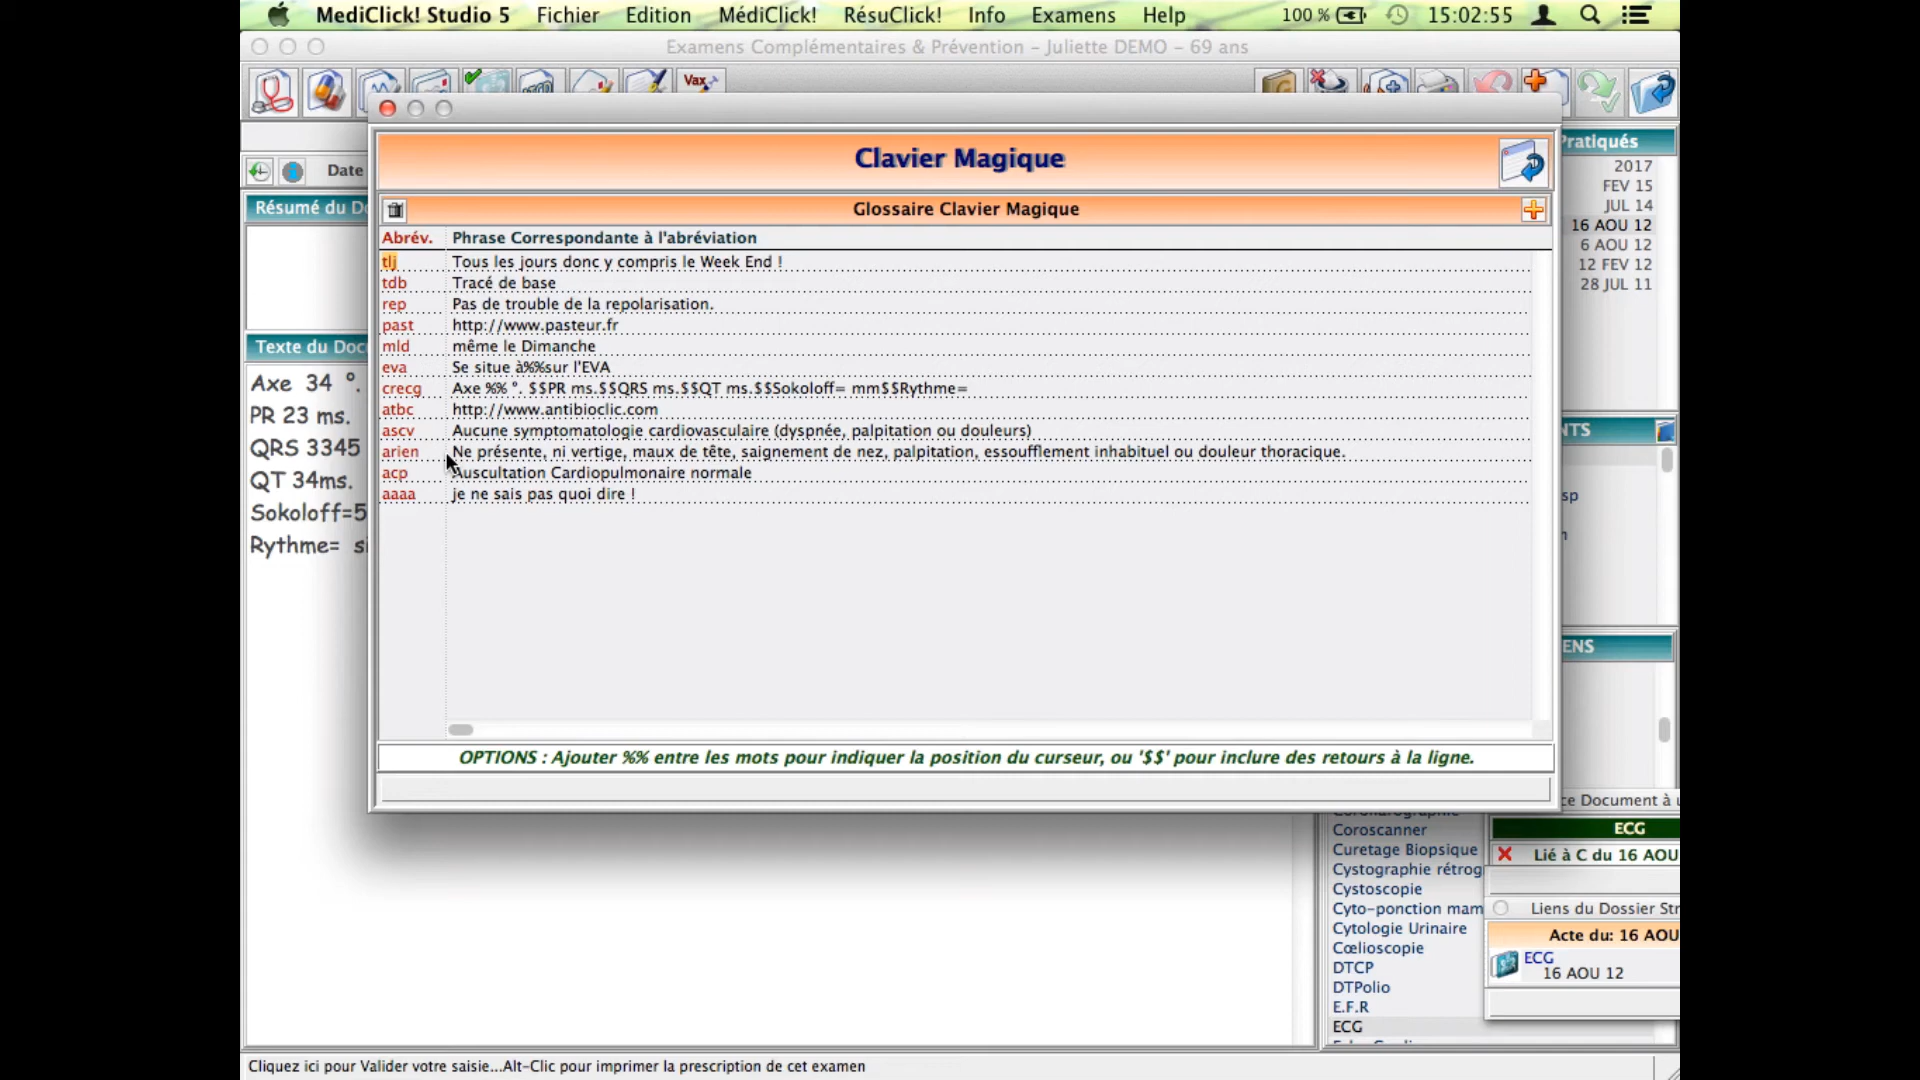 MediClick! Studio 5 Fichier Edition MédiClick! RésuClick! Info Examens Help 100 % 15:02:55
Examens Complémentaires & Prévention - Juliette DEMO - 69 ans
Vax
Clavier Magique
Glossaire Clavier Magique
Abrév. Phrase Correspondante à l'abréviation
tlj Tous les jours donc y compris le Week End !
tdb Tracé de base
rep Pas de trouble de la repolarisation.
past http://www.pasteur.fr
mld même le Dimanche
eva Se situe à%%sur l'EVA
crecg Axe %% °. $$PR ms.$$QRS ms.$$QT ms.$$Sokoloff= mm$$Rythme=
atbc http://www.antibioclic.com
ascv Aucune symptomatologie cardiovasculaire (dyspnée, palpitation ou douleurs)
arien Ne présente, ni vertige, maux de tête, saignement de nez, palpitation, essoufflement inhabituel ou douleur thoracique.
acp Auscultation Cardiopulmonaire normale
aaaa je ne sais pas quoi dire !
OPTIONS : Ajouter %% entre les mots pour indiquer la position du curseur, ou '$$' pour inclure des retours à la ligne.
Date
Résumé du
Texte du
Axe 34 °.
PR 23 ms.
QRS 3345
QT 34ms.
Sokoloff=5
Rythme= si
Pratiqués
2017
FEV 15
JUL 14
16 AOU 12
6 AOU 12
12 FEV 12
28 JUL 11
NTS
sp
ENS
Coroscanner
Curetage Biopsique
Cystographie rétrog
Cystoscopie
Cyto-ponction mam
Cytologie Urinaire
Cœlioscopie
DTCP
DTPolio
E.F.R
ECG
ce Document à u
ECG
Lié à C du 16 AOU
Liens du Dossier Str
Acte du: 16 AOU
ECG
16 AOU 12
Cliquez ici pour Valider votre saisie...Alt-Clic pour imprimer la prescription de cet examen